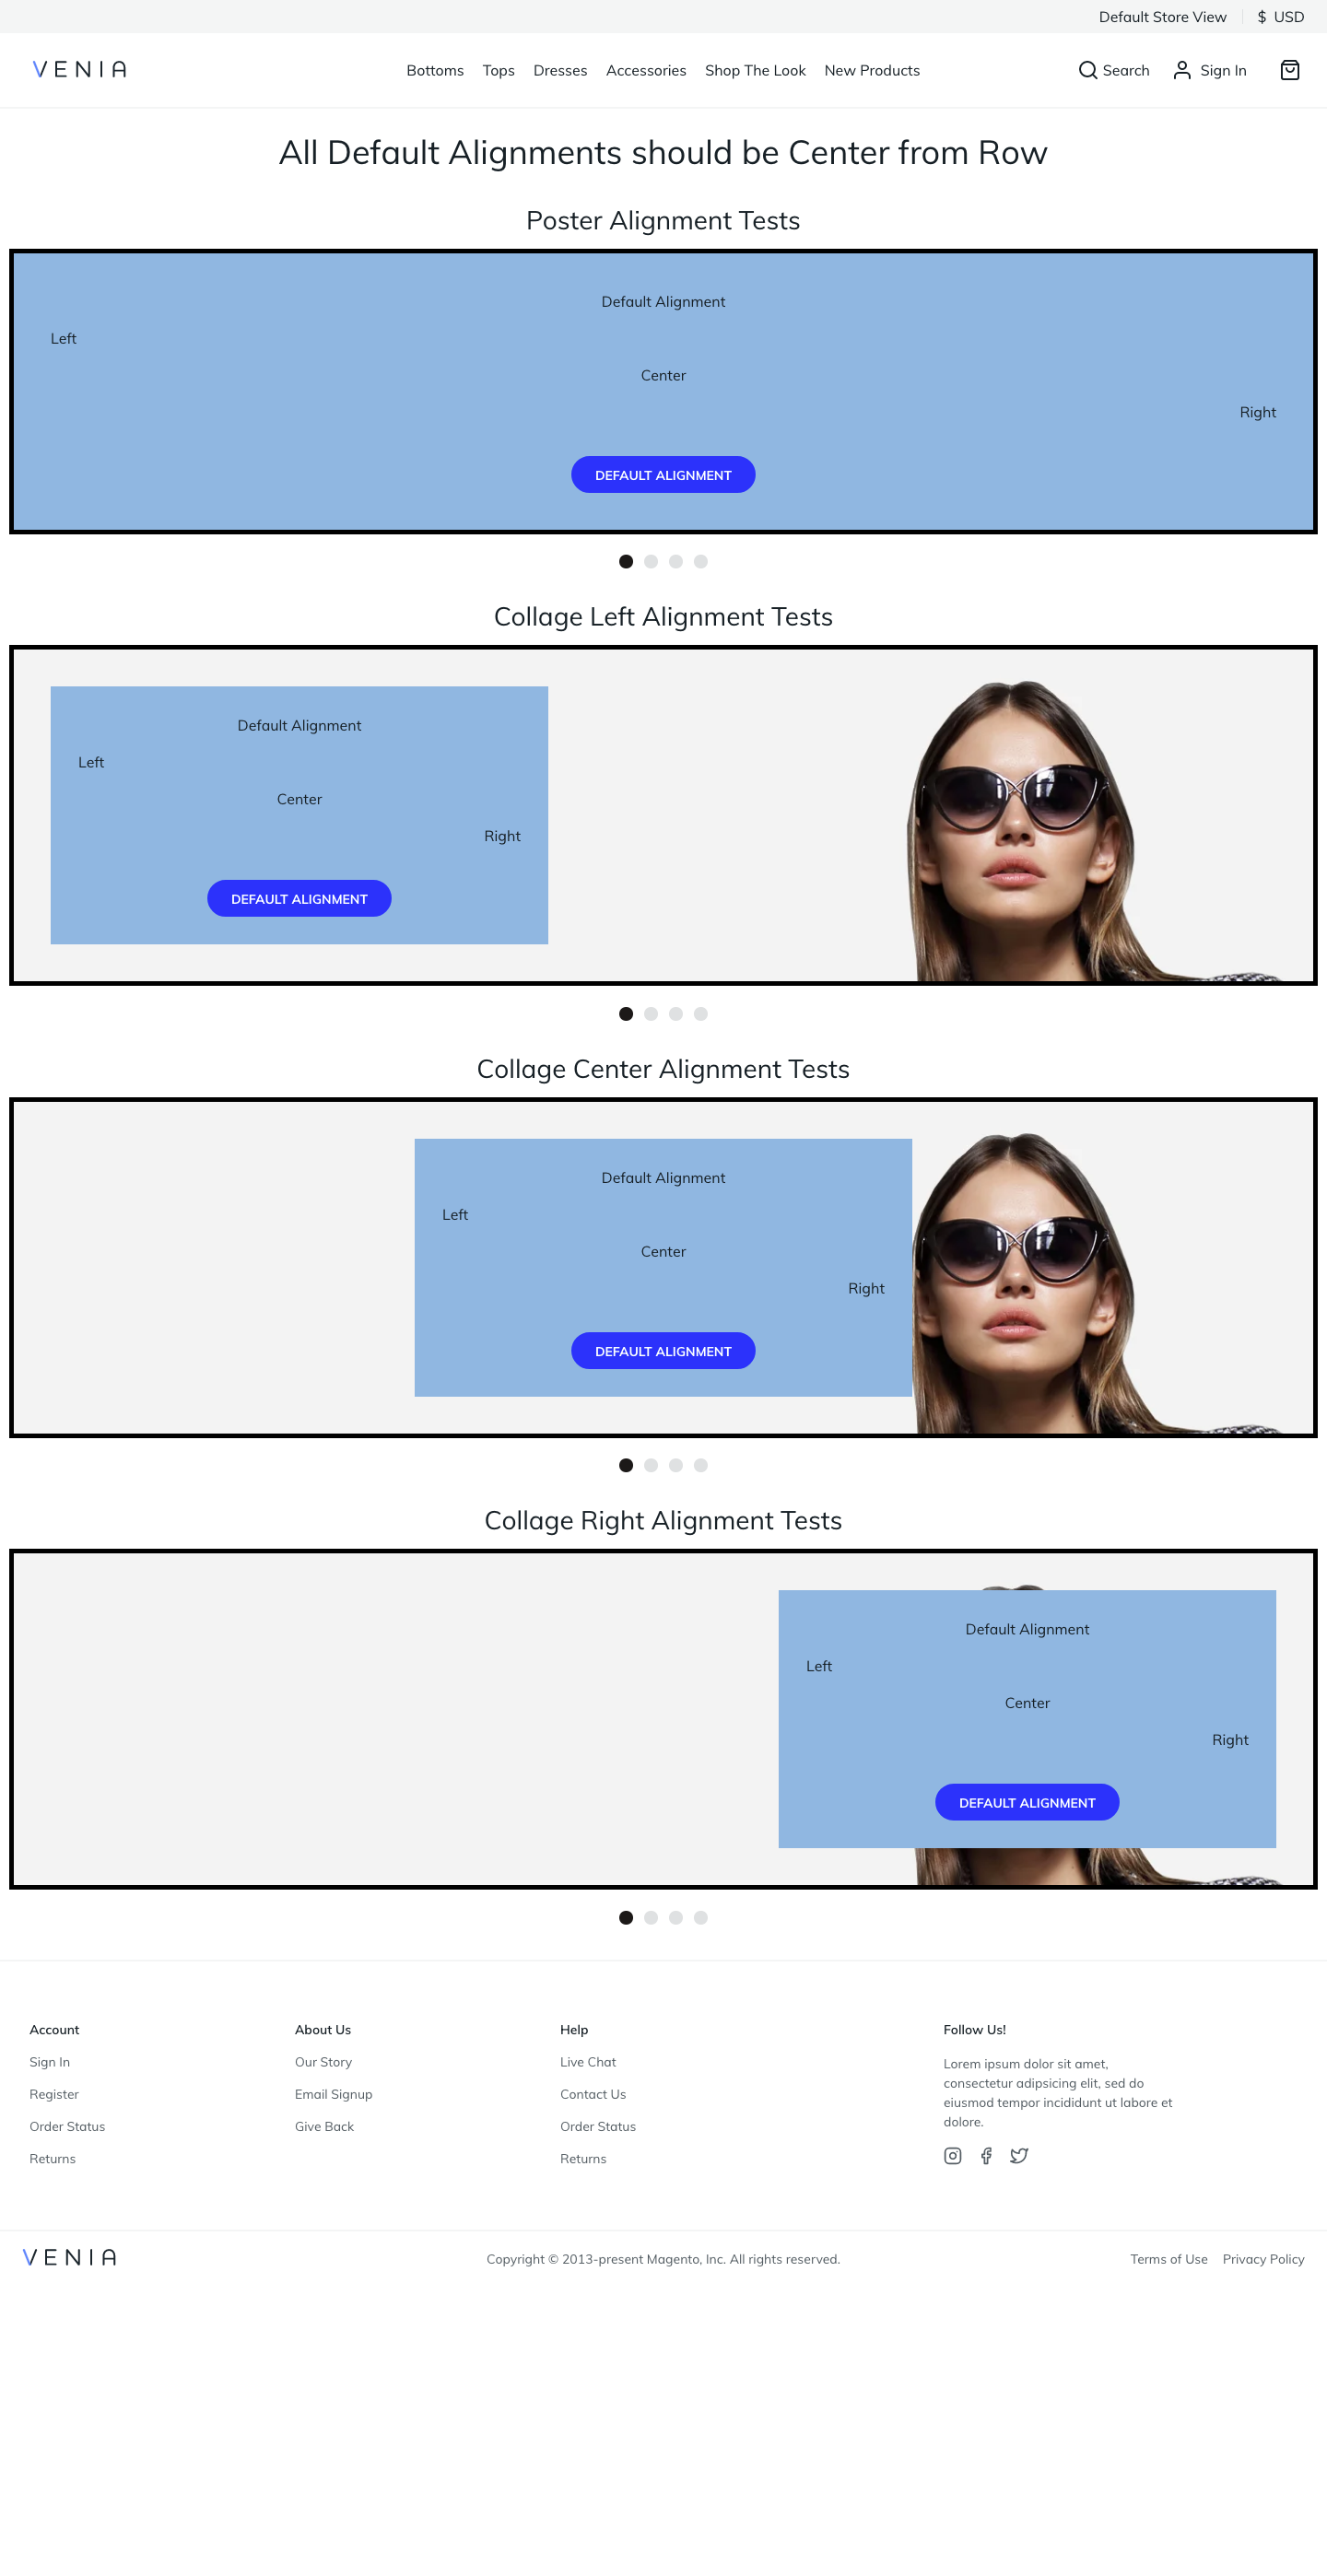 Default Store View
$ USD
VENIA
Bottoms Tops Dresses Accessories Shop The Look New Products
Search Sign In
All Default Alignments should be Center from Row
Poster Alignment Tests
Default Alignment
Left
Center
Right
DEFAULT ALIGNMENT
Collage Left Alignment Tests
Default Alignment
Left
Center
Right
DEFAULT ALIGNMENT
Collage Center Alignment Tests
Default Alignment
Left
Center
Right
DEFAULT ALIGNMENT
Collage Right Alignment Tests
Default Alignment
Left
Center
Right
DEFAULT ALIGNMENT
Account
Sign In
Register
Order Status
Returns
About Us
Our Story
Email Signup
Give Back
Help
Live Chat
Contact Us
Order Status
Returns
Follow Us!
Lorem ipsum dolor sit amet,
consectetur adipsicing elit, sed do
eiusmod tempor incididunt ut labore et
dolore.
VENIA
Copyright © 2013-present Magento, Inc. All rights reserved.
Terms of Use Privacy Policy